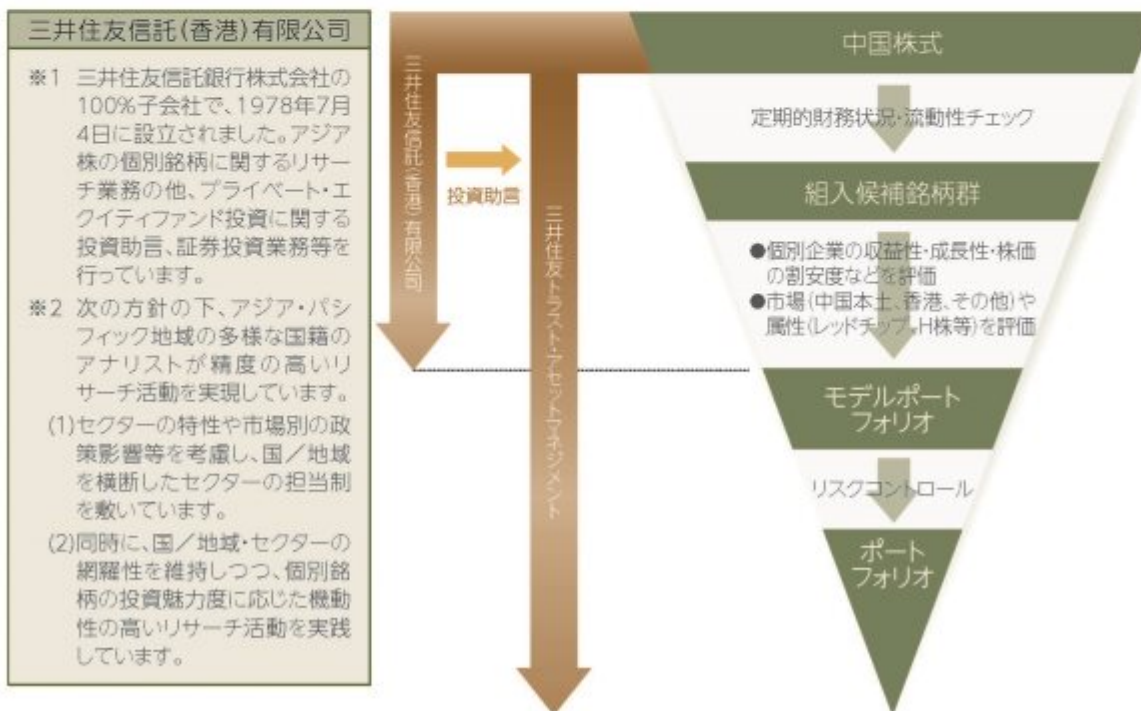 三井住友信託(香港)有限公司
※1 三井住友信託銀行株式会社の
100%子会社で、1978年7月
4日に設立されました。アジア
株の個別銘柄に関するリサー
チ業務の他、プライベート・エ
クイティファンド投資に関する
投資助言、証券投資業務等を
行っています。
※2 次の方針の下、アジア・パシ
フィック地域の多様な国籍の
アナリストが精度の高いリ
サーチ活動を実現しています。
(1)セクターの特性や市場別の政
策影響等を考慮し、国/地域
を横断したセクターの担当制
を敷いています。
(2)同時に、国/地域・セクターの
網羅性を維持しつつ、個別銘
柄の投資魅力度に応じた機動
性の高いリサーチ活動を実践
しています。
三井住友信託(香港)有限公司
投資助言
三井住友トラスト・アセットマネジメント
中国株式
定期的財務状況・流動性チェック
組入候補銘柄群
●個別企業の収益性・成長性・株価
の割安度などを評価
●市場(中国本土、香港、その他)や
属性(レッドチップ、H株等)を評価
モデルポート
フォリオ
リスクコントロール
ポート
フォリオ